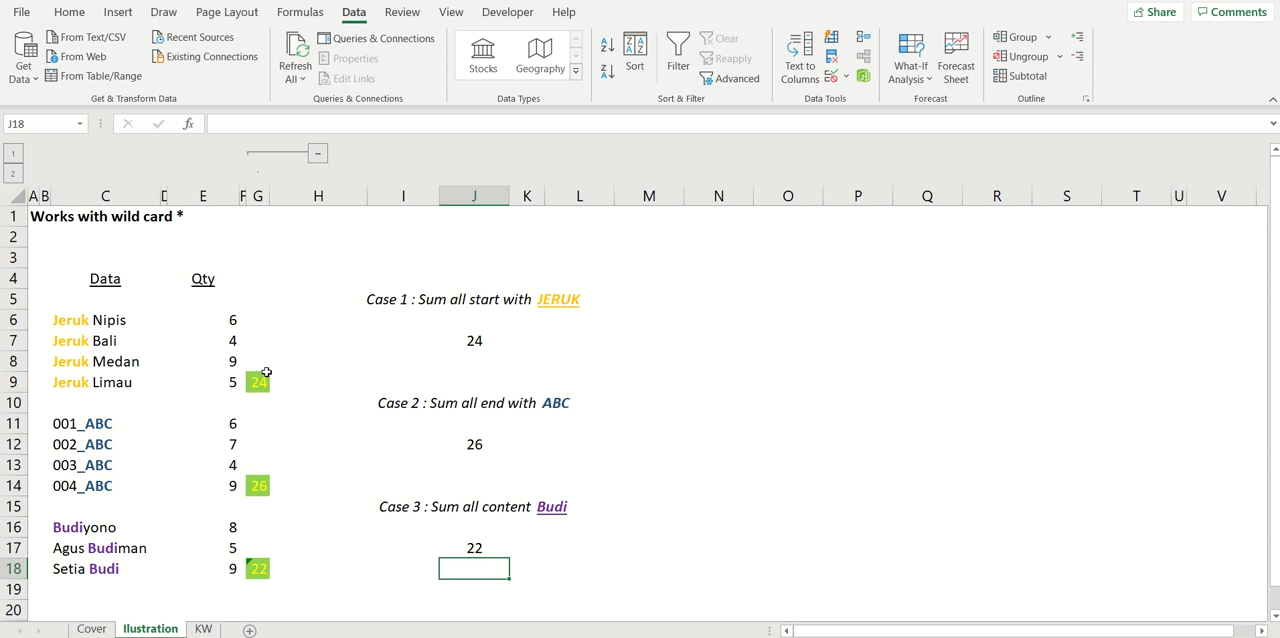 File Home Insert Draw Page Layout Formulas Data Review View Developer Help Share Comments
Get Data From Text/CSV From Web From Table/Range Recent Sources Existing Connections
Get & Transform Data
Refresh All Queries & Connections Properties Edit Links
Queries & Connections
Stocks Geography
Data Types
Sort Filter Clear Reapply Advanced
Sort & Filter
Text to Columns
Data Tools
What-If Analysis Forecast Sheet
Forecast
Group Ungroup Subtotal
Outline
J18 fx
1
2
A B C D E F G H I J K L M N O P Q R S T U V
1 Works with wild card *
2
3
4 Data Qty
5 Case 1 : Sum all start with JERUK
6 Jeruk Nipis 6
7 Jeruk Bali 4 24
8 Jeruk Medan 9
9 Jeruk Limau 5 24
10 Case 2 : Sum all end with ABC
11 001_ABC 6
12 002_ABC 7 26
13 003_ABC 4
14 004_ABC 9 26
15 Case 3 : Sum all content Budi
16 Budiyono 8
17 Agus Budiman 5 22
18 Setia Budi 9 22
19
20
Cover Ilustration KW